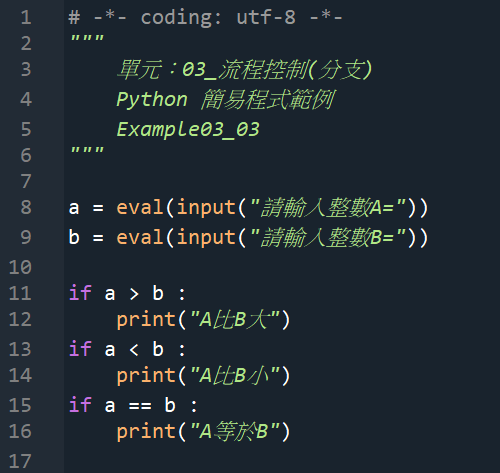 1 # -*- coding: utf-8 -*-
2 """
3     單元：03_流程控制(分支)
4     Python 簡易程式範例
5     Example03_03
6 """
7
8 a = eval(input("請輸入整數A="))
9 b = eval(input("請輸入整數B="))
10
11 if a > b :
12     print("A比B大")
13 if a < b :
14     print("A比B小")
15 if a == b :
16     print("A等於B")
17